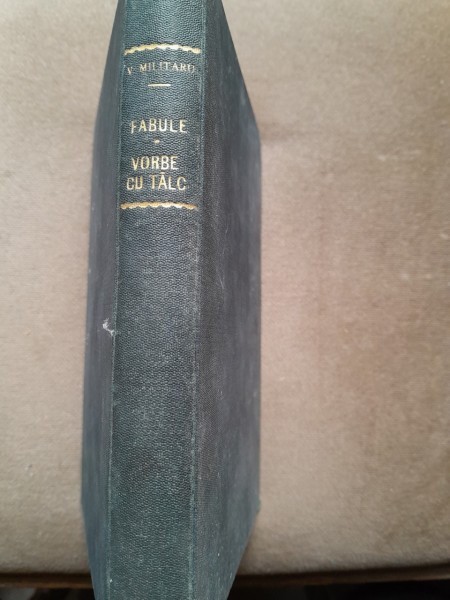 V. MILITARU
FABULE
VORBE
CU TÂLC